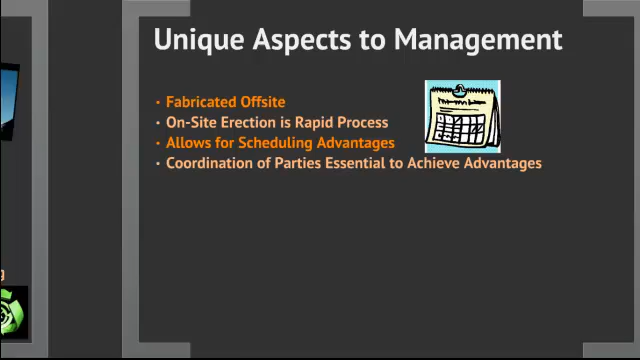 Unique Aspects to Management
• Fabricated Offsite
• On-Site Erection is Rapid Process
• Allows for Scheduling Advantages
• Coordination of Parties Essential to Achieve Advantages